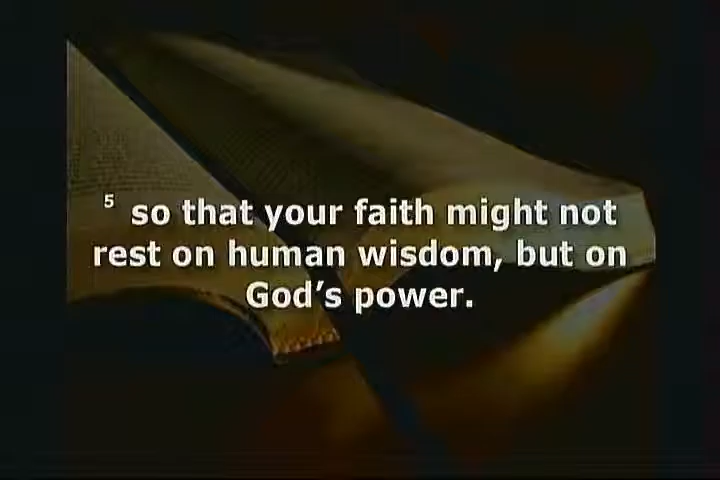 5 so that your faith might not
rest on human wisdom, but on
God’s power.